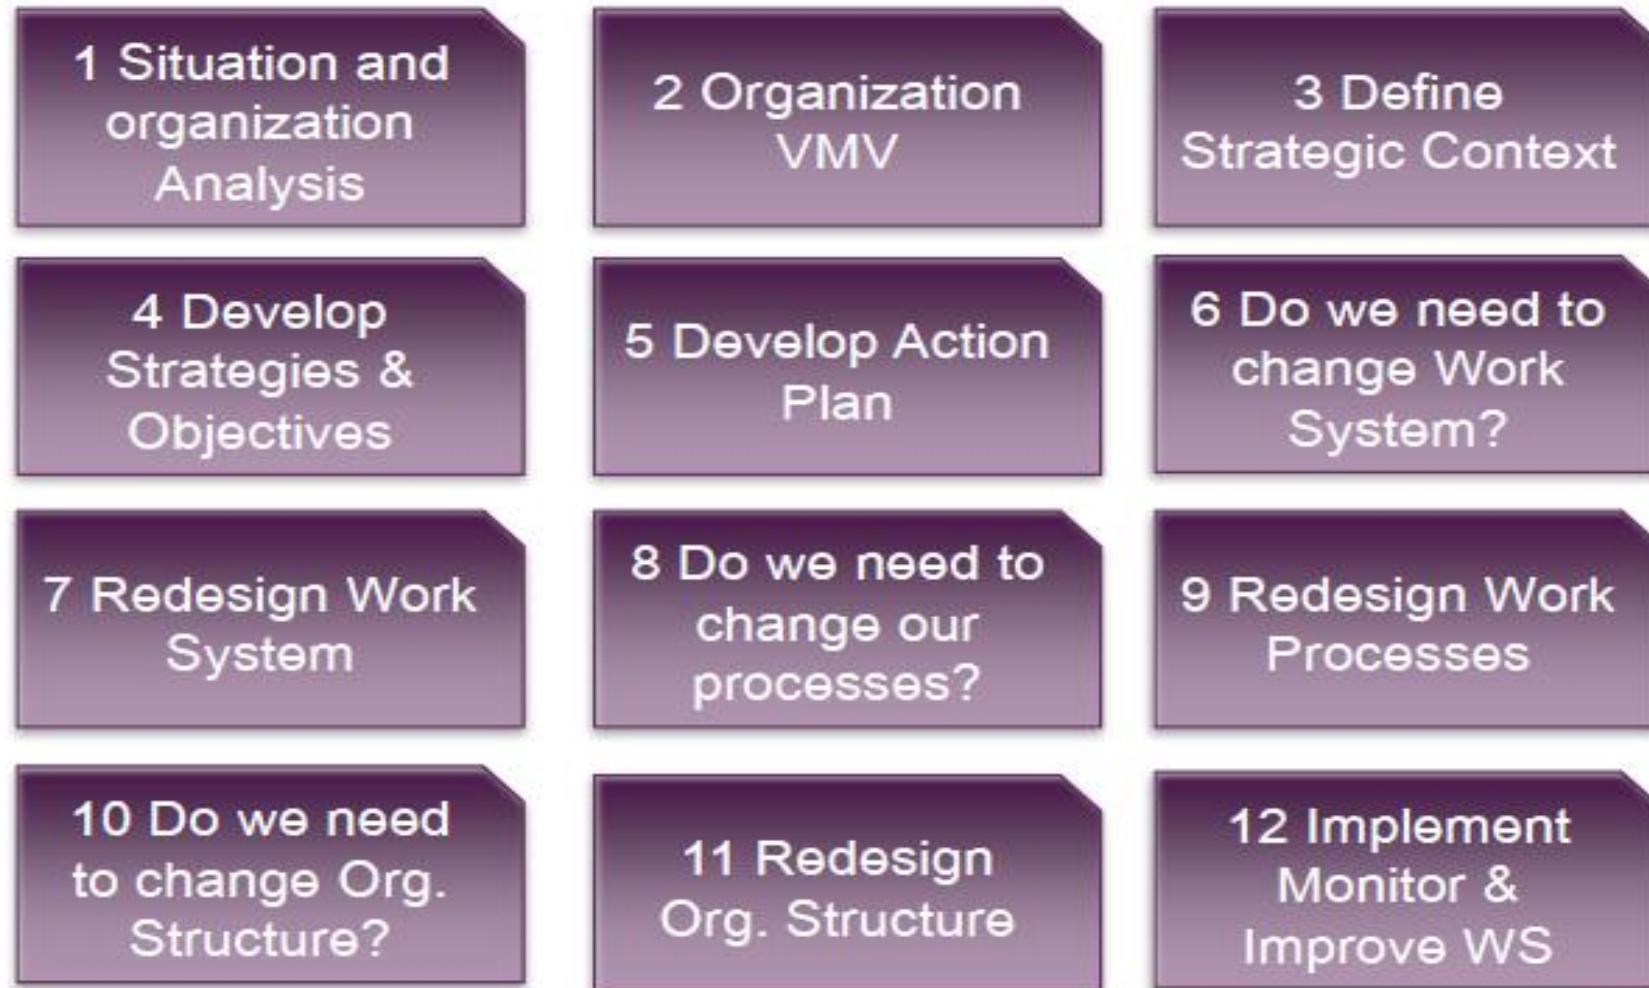 1 Situation and
organization
Analysis
2 Organization
VMV
3 Define
Strategic Context
4 Develop
Strategies &
Objectives
5 Develop Action
Plan
6 Do we need to
change Work
System?
7 Redesign Work
System
8 Do we need to
change our
processes?
9 Redesign Work
Processes
10 Do we need
to change Org.
Structure?
11 Redesign
Org. Structure
12 Implement
Monitor &
Improve WS